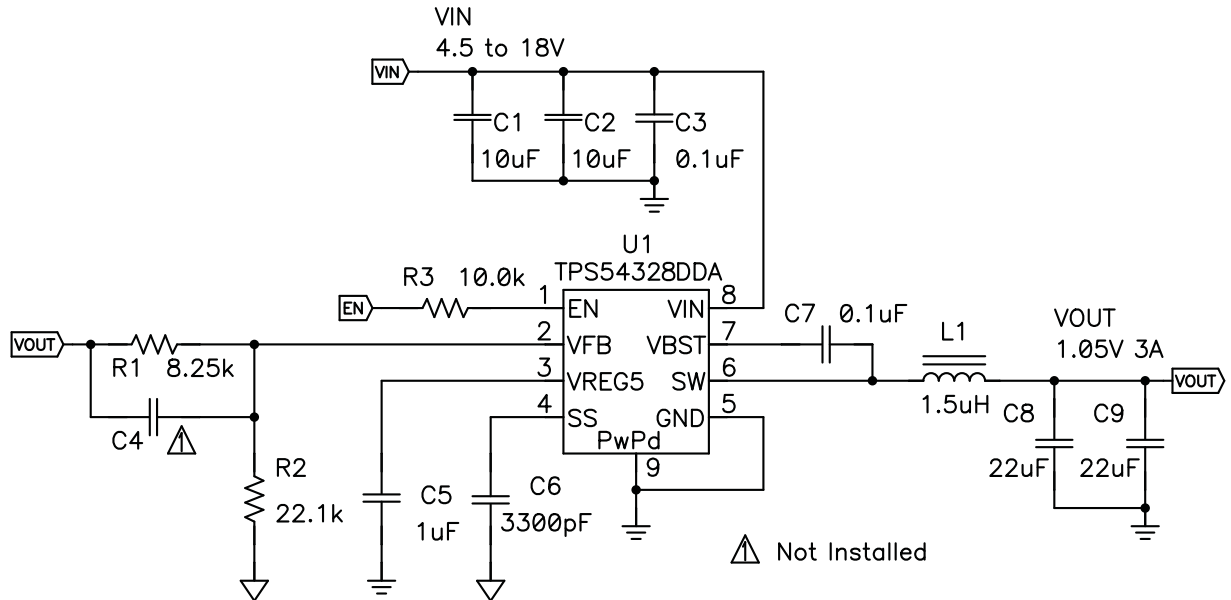 VIN
4.5 to 18V
VIN
C1
10uF
C2
10uF
C3
0.1uF
U1
TPS54328DDA
R3 10.0k
EN
1 EN
2 VFB
3 VREG5
4 SS
VIN 8
VBST 7
SW 6
GND 5
PwPd
9
C7 0.1uF
L1
1.5uH
VOUT
1.05V 3A
VOUT
C8
22uF
C9
22uF
VOUT
R1 8.25k
C4 1
R2
22.1k
C5
1uF
C6
3300pF
1 Not Installed